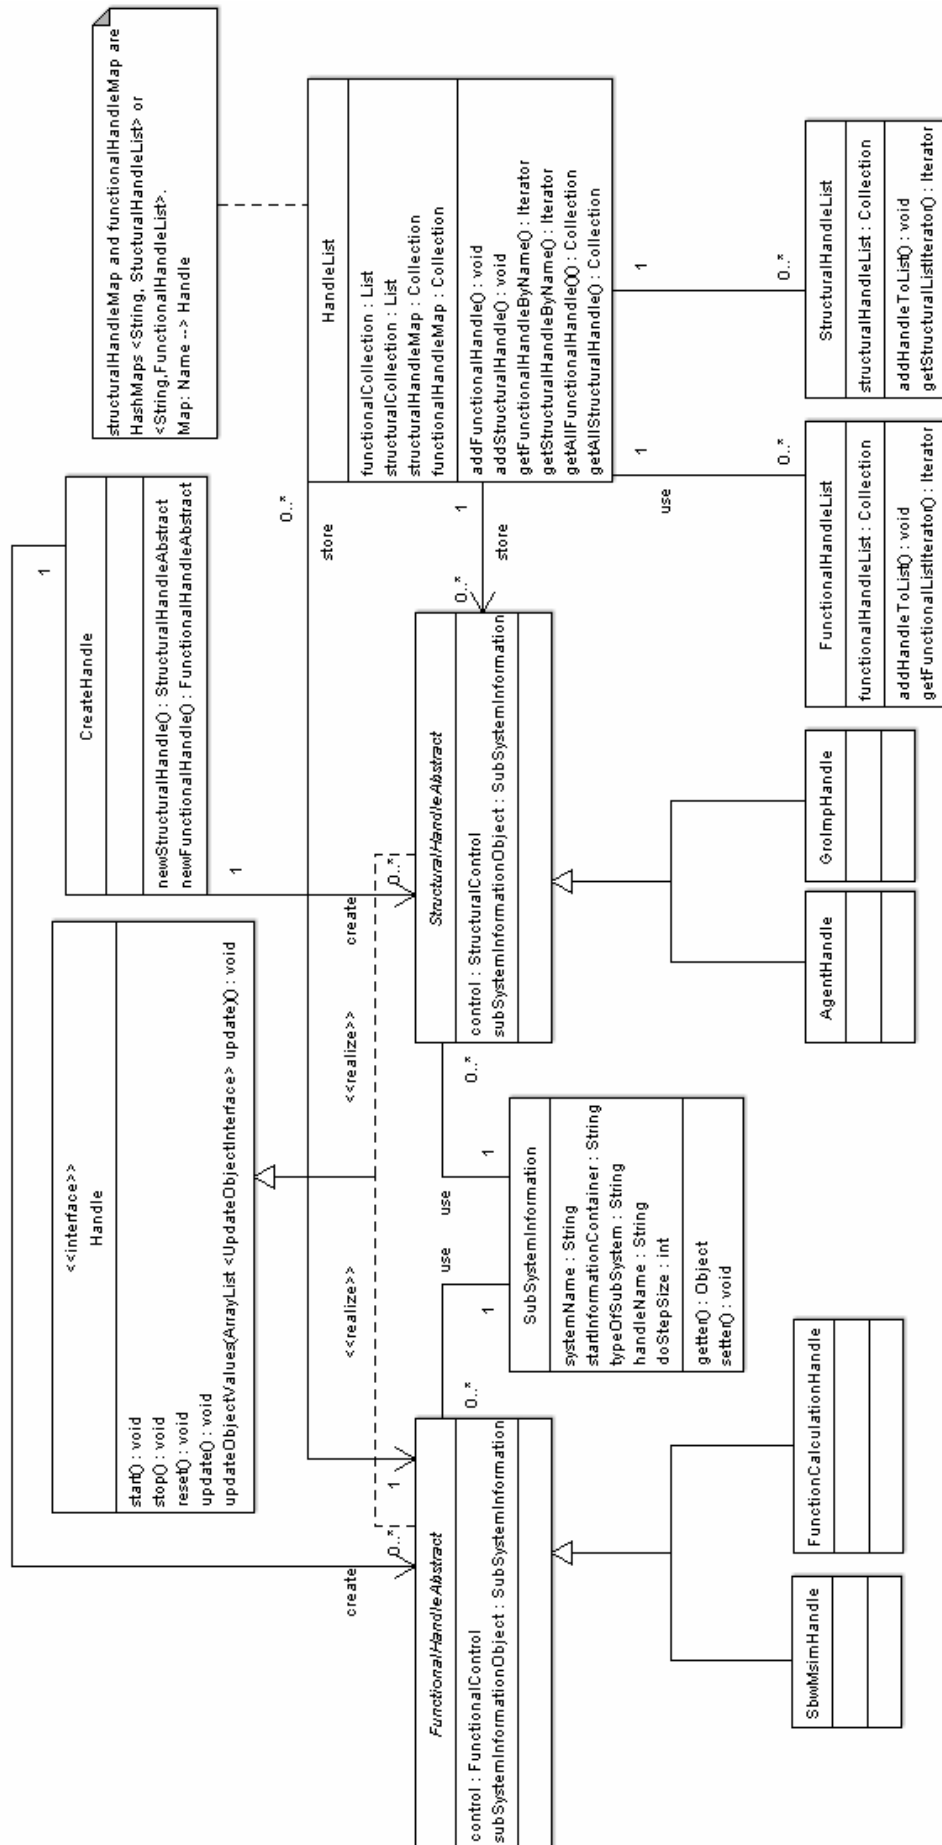 <<interface>>
Handle
start() : void
stop() : void
reset() : void
update() : void
updateObjectValues(ArrayList <UpdateObjectInterface> update)() : void
CreateHandle
newStructuralHandle() : StructuralHandleAbstract
newFunctionalHandle() : FunctionalHandleAbstract
structuralHandleMap and functionalHandleMap are
HashMaps <String, StucturalHandleList> or
<String,FunctionalHandleList>.
Map: Name --> Handle
1
1
create
create
<<realize>>
<<realize>>
0..*
0..*
1
0..*
store
HandleList
functionalCollection : List
structuralCollection : List
structuralHandleMap : Collection
functionalHandleMap : Collection
addFunctionalHandle() : void
addStructuralHandle() : void
getFunctionalHandleByName() : Iterator
getStructuralHandleByName() : Iterator
getAllFunctionalHandle()() : Collection
getAllStructuralHandle() : Collection
FunctionalHandleAbstract
control : FunctionalControl
subSystemInformationObject : SubSystemInformation
StructuralHandleAbstract
control : StructuralControl
subSystemInformationObject : SubSystemInformation
0..*
1
store
0..*
use
1
0..*
use
1
SubSystemInformation
systemName : String
startInformationContainer : String
typeOfSubSystem : String
handleName : String
doStepSize : int
getter() : Object
setter() : void
1
use
0..*
1
0..*
SbwMsimHandle
FunctionCalculationHandle
AgentHandle
GroImpHandle
FunctionalHandleList
functionalHandleList : Collection
addHandleToList() : void
getFunctionalListIterator() : Iterator
StructuralHandleList
structuralHandleList : Collection
addHandleToList() : void
getStructuralListIterator() : Iterator